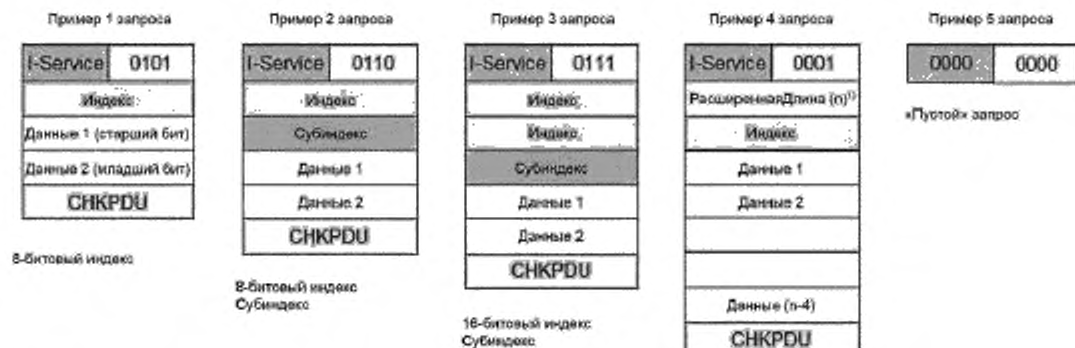 Пример 1 запроса
I-Service 0101
Индекс
Данные 1 (старший бит)
Данные 2 (младший бит)
CHKPDU
8-битовый индекс
Пример 2 запроса
I-Service 0110
Индекс
Субиндекс
Данные 1
Данные 2
CHKPDU
8-битовый индекс
Субиндекс
Пример 3 запроса
I-Service 0111
Индекс
Индекс
Субиндекс
Данные 1
Данные 2
CHKPDU
16-битовый индекс
Субиндекс
Пример 4 запроса
I-Service 0001
РасширеннаяДлина (n)1)
Индекс
Данные 1
Данные 2
Данные (n-4)
CHKPDU
Пример 5 запроса
0000 0000
«Пустой» запрос